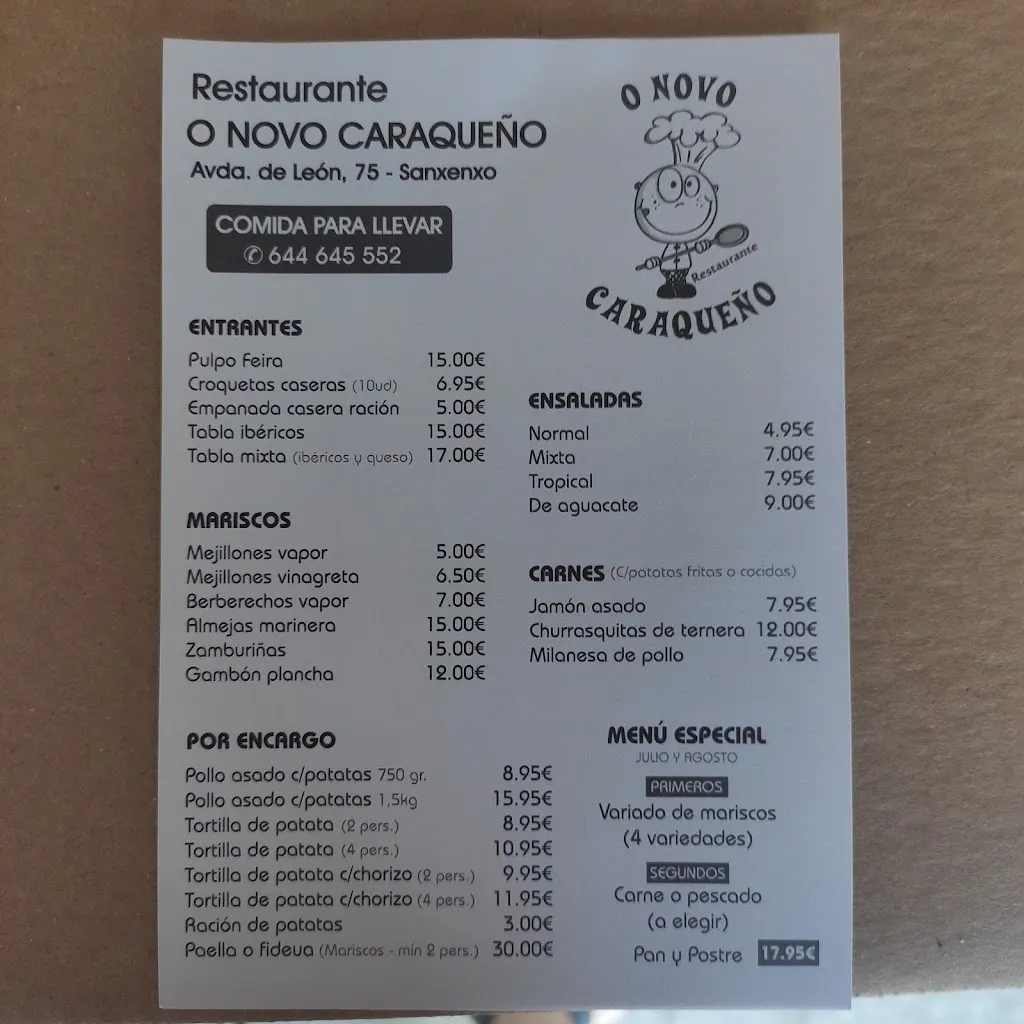 Restaurante
O NOVO CARAQUEÑO
Avda. de León, 75 - Sanxenxo
COMIDA PARA LLEVAR
✆ 644 645 552
O NOVO
Restaurante
CARAQUEÑO
ENTRANTES
Pulpo Feira 15.00€
Croquetas caseras (10ud) 6.95€
Empanada casera ración 5.00€
Tabla ibéricos 15.00€
Tabla mixta (ibéricos y queso) 17.00€
MARISCOS
Mejillones vapor 5.00€
Mejillones vinagreta 6.50€
Berberechos vapor 7.00€
Almejas marinera 15.00€
Zamburiñas 15.00€
Gambón plancha 12.00€
ENSALADAS
Normal 4.95€
Mixta 7.00€
Tropical 7.95€
De aguacate 9.00€
CARNES (C/patatas fritas o cocidas)
Jamón asado 7.95€
Churrasquitas de ternera 12.00€
Milanesa de pollo 7.95€
POR ENCARGO
Pollo asado c/patatas 750 gr. 8.95€
Pollo asado c/patatas 1,5kg 15.95€
Tortilla de patata (2 pers.) 8.95€
Tortilla de patata (4 pers.) 10.95€
Tortilla de patata c/chorizo (2 pers.) 9.95€
Tortilla de patata c/chorizo (4 pers.) 11.95€
Ración de patatas 3.00€
Paella o fideua (Mariscos - mín 2 pers.) 30.00€
MENÚ ESPECIAL
JULIO Y AGOSTO
PRIMEROS
Variado de mariscos
(4 variedades)
SEGUNDOS
Carne o pescado
(a elegir)
Pan y Postre 17.95€